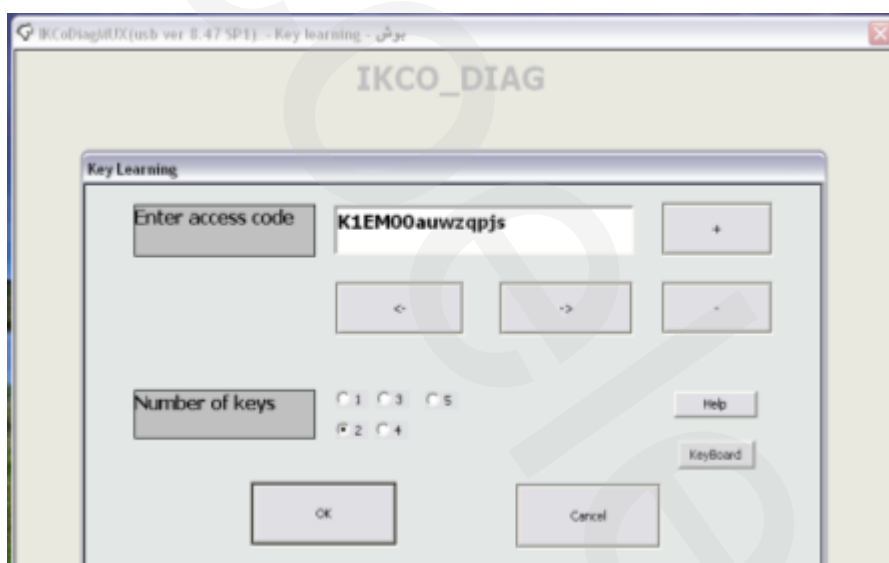 IKCoDiagMUX(usb ver 8.47 SP1) - Key learning - بوش
IKCO_DIAG
Key Learning
Enter access code
K1EM00auwzqpjs
+
<-
->
-
Number of keys
1 3 5
2 4
Help
KeyBoard
OK
Cancel